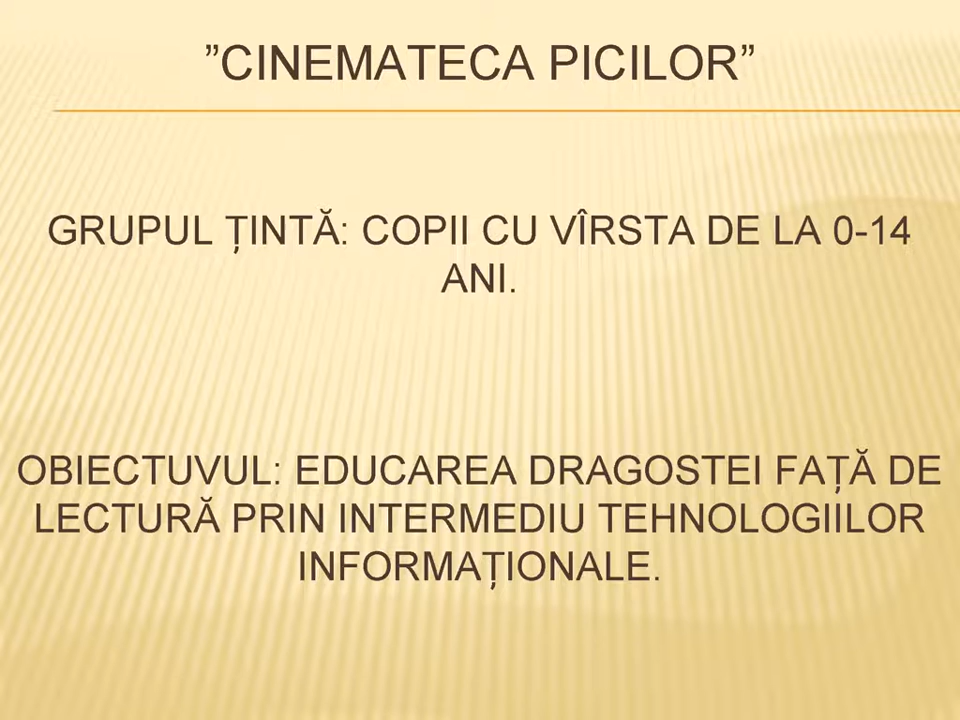 ”CINEMATECA PICILOR”
GRUPUL ȚINTĂ: COPII CU VÎRSTA DE LA 0-14
ANI.
OBIECTUVUL: EDUCAREA DRAGOSTEI FAȚĂ DE
LECTURĂ PRIN INTERMEDIU TEHNOLOGIILOR
INFORMAȚIONALE.